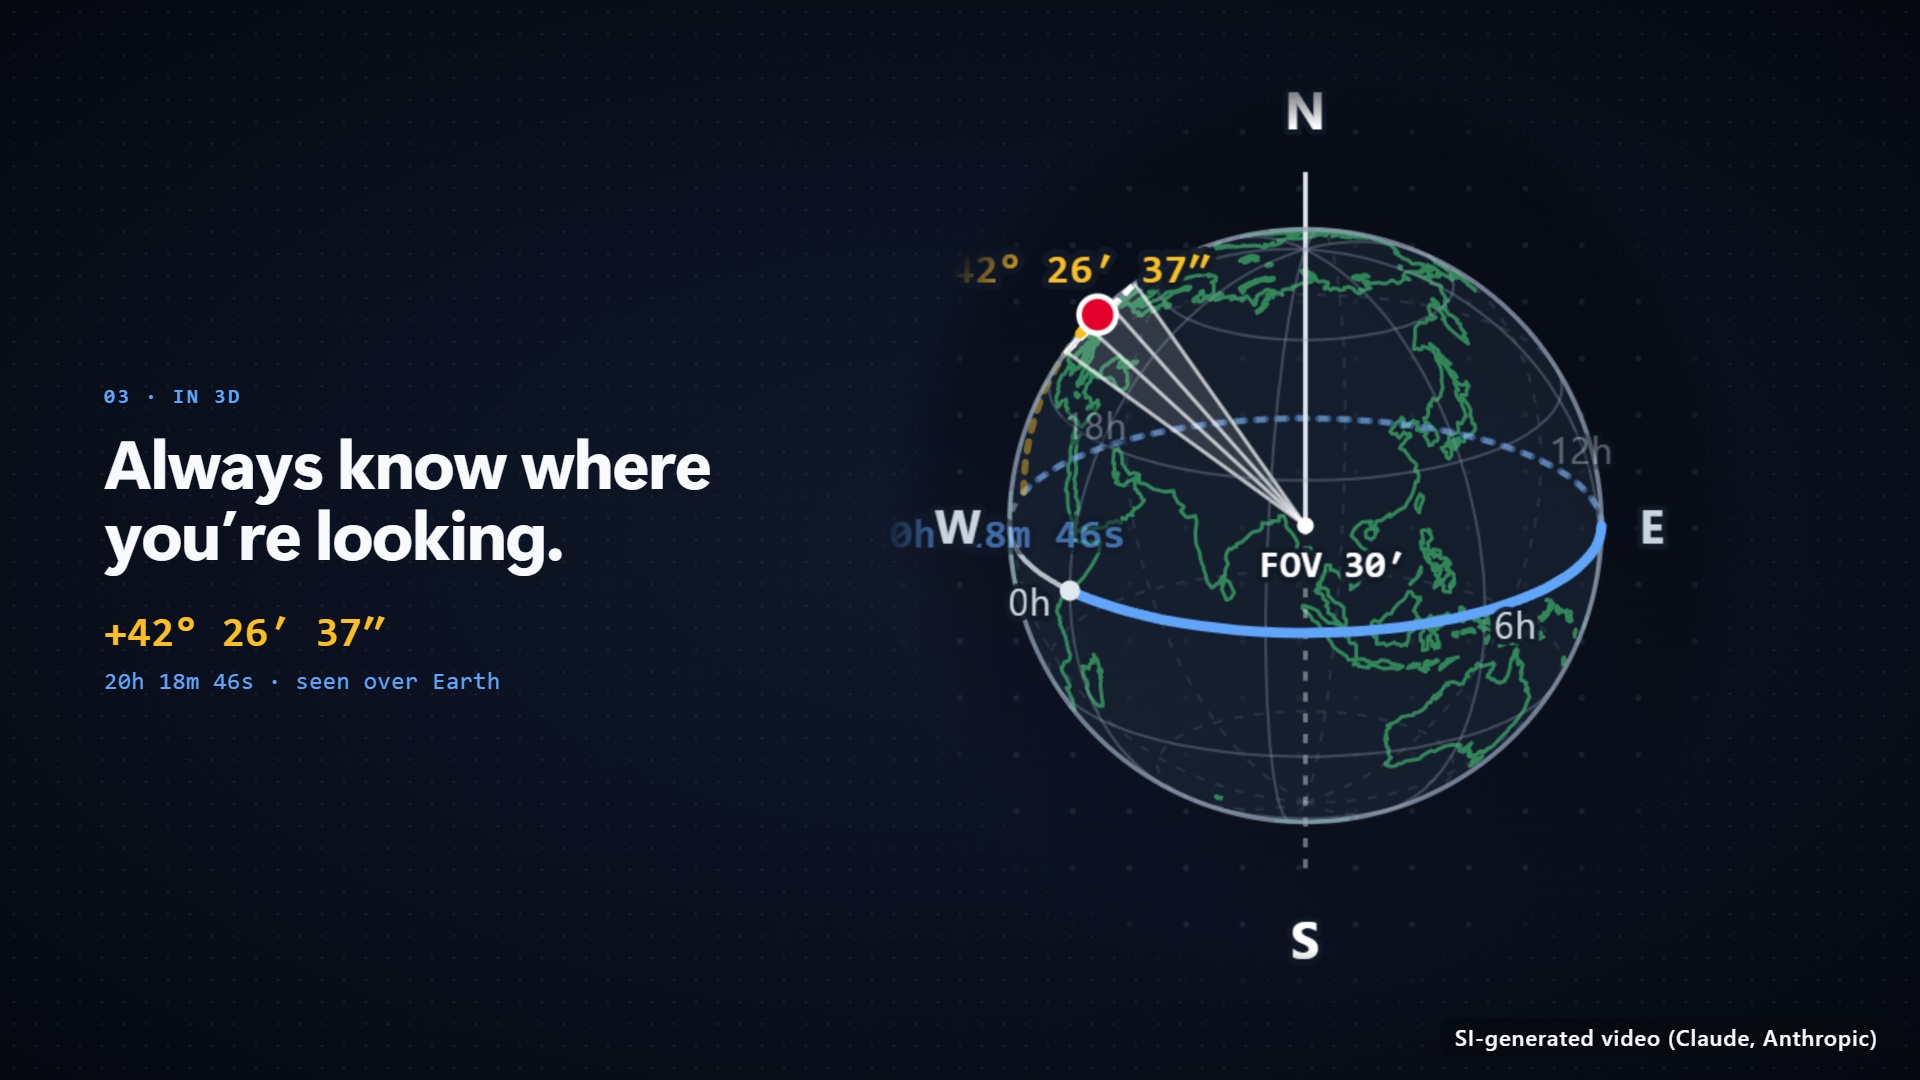 03 · IN 3D
Always know where
you’re looking.
+42° 26′ 37″
20h 18m 46s · seen over Earth
N
42° 26′ 37″
18h
12h
W
46s
E
FOV 30′
0h
6h
S
SI-generated video (Claude, Anthropic)